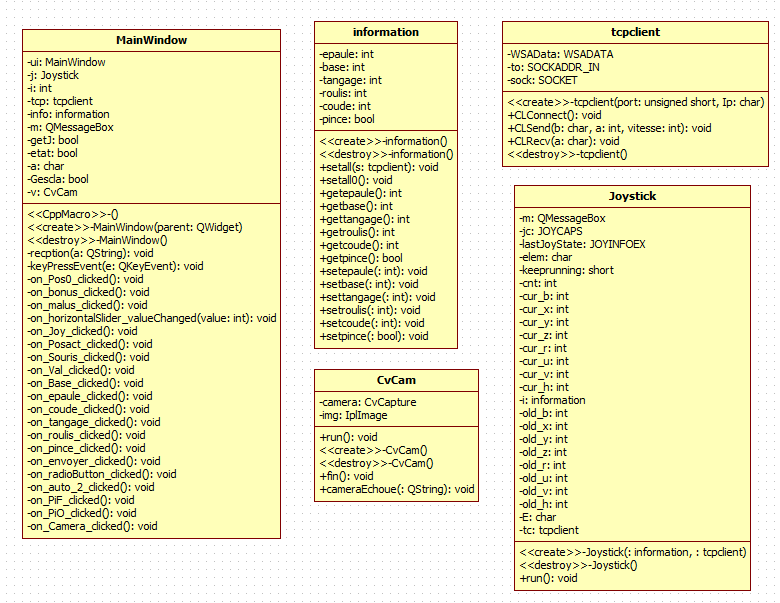 MainWindow
-ui: MainWindow
-j: Joystick
-i: int
-tcp: tcpclient
-info: information
-m: QMessageBox
-getJ: bool
-etat: bool
-a: char
-Gescla: bool
-v: CvCam
<<CppMacro>>-()
<<create>>-MainWindow(parent: QWidget)
<<destroy>>-MainWindow()
-recption(a: QString): void
-keyPressEvent(e: QKeyEvent): void
-on_Pos0_clicked(): void
-on_bonus_clicked(): void
-on_malus_clicked(): void
-on_horizontalSlider_valueChanged(value: int): void
-on_Joy_clicked(): void
-on_Posact_clicked(): void
-on_Souris_clicked(): void
-on_Val_clicked(): void
-on_Base_clicked(): void
-on_epaule_clicked(): void
-on_coude_clicked(): void
-on_tangage_clicked(): void
-on_roulis_clicked(): void
-on_pince_clicked(): void
-on_envoyer_clicked(): void
-on_radioButton_clicked(): void
-on_auto_2_clicked(): void
-on_PiF_clicked(): void
-on_PiO_clicked(): void
-on_Camera_clicked(): void
information
-epaule: int
-base: int
-tangage: int
-roulis: int
-coude: int
-pince: bool
<<create>>-information()
<<destroy>>-information()
+setall(s: tcpclient): void
+setall0(): void
+getepaule(): int
+getbase(): int
+gettangage(): int
+getroulis(): int
+getcoude(): int
+getpince(): bool
+setepaule(: int): void
+setbase(: int): void
+settangage(: int): void
+setroulis(: int): void
+setcoude(: int): void
+setpince(: bool): void
CvCam
-camera: CvCapture
-img: IplImage
+run(): void
<<create>>-CvCam()
<<destroy>>-CvCam()
+fin(): void
+cameraEchoue(: QString): void
tcpclient
-WSAData: WSADATA
-to: SOCKADDR_IN
-sock: SOCKET
<<create>>-tcpclient(port: unsigned short, Ip: char)
+CLConnect(): void
+CLSend(b: char, a: int, vitesse: int): void
+CLRecv(a: char): void
<<destroy>>-tcpclient()
Joystick
-m: QMessageBox
-jc: JOYCAPS
-lastJoyState: JOYINFOEX
-elem: char
-keeprunning: short
-cnt: int
-cur_b: int
-cur_x: int
-cur_y: int
-cur_z: int
-cur_r: int
-cur_u: int
-cur_v: int
-cur_h: int
-i: information
-old_b: int
-old_x: int
-old_y: int
-old_z: int
-old_r: int
-old_u: int
-old_v: int
-old_h: int
-E: char
-tc: tcpclient
<<create>>-Joystick(: information, : tcpclient)
<<destroy>>-Joystick()
+run(): void